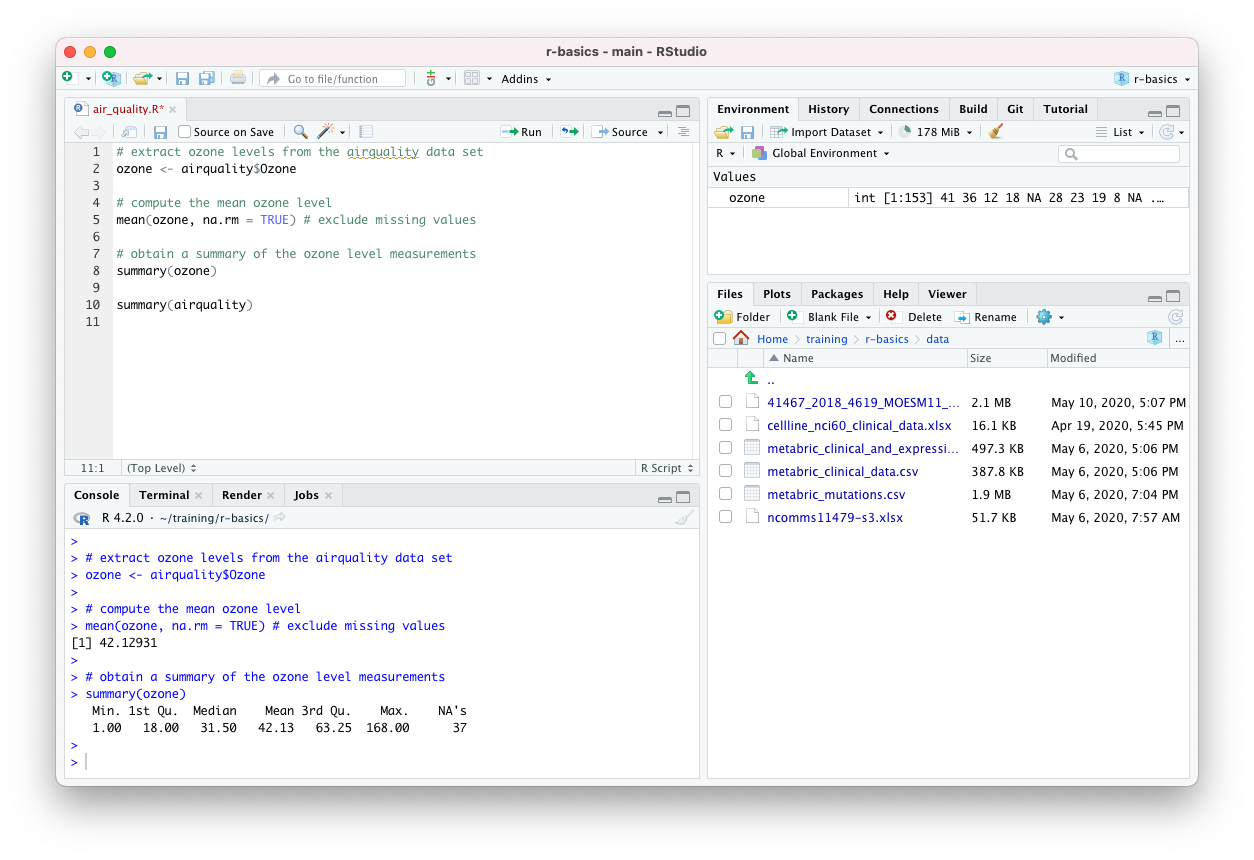 r-basics - main - RStudio
Go to file/function
Addins
r-basics
air_quality.R*
Source on Save
Run
Source
1 # extract ozone levels from the airquality data set
2 ozone <- airquality$Ozone
3
4 # compute the mean ozone level
5 mean(ozone, na.rm = TRUE) # exclude missing values
6
7 # obtain a summary of the ozone level measurements
8 summary(ozone)
9
10 summary(airquality)
11
11:1 (Top Level) R Script
Console Terminal Render Jobs
R 4.2.0 · ~/training/r-basics/
>
> # extract ozone levels from the airquality data set
> ozone <- airquality$Ozone
>
> # compute the mean ozone level
> mean(ozone, na.rm = TRUE) # exclude missing values
[1] 42.12931
>
> # obtain a summary of the ozone level measurements
> summary(ozone)
Min. 1st Qu. Median Mean 3rd Qu. Max. NA's
1.00 18.00 31.50 42.13 63.25 168.00 37
>
>
Environment History Connections Build Git Tutorial
Import Dataset 178 MiB List
R Global Environment
Values
ozone int [1:153] 41 36 12 18 NA 28 23 19 8 NA ...
Files Plots Packages Help Viewer
Folder Blank File Delete Rename
Home training r-basics data ...
Name Size Modified
..
41467_2018_4619_MOESM11_... 2.1 MB May 10, 2020, 5:07 PM
cellline_nci60_clinical_data.xlsx 16.1 KB Apr 19, 2020, 5:45 PM
metabric_clinical_and_expressi... 497.3 KB May 6, 2020, 5:06 PM
metabric_clinical_data.csv 387.8 KB May 6, 2020, 5:06 PM
metabric_mutations.csv 1.9 MB May 6, 2020, 7:04 PM
ncomms11479-s3.xlsx 51.7 KB May 6, 2020, 7:57 AM